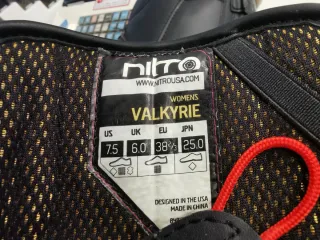 nitro
WWW.NITROUSA.COM
WOMENS
VALKYRIE
US UK EU JPN
7.5 6.0 38⅔ 25.0
DESIGNED IN THE USA
MADE IN CHINA